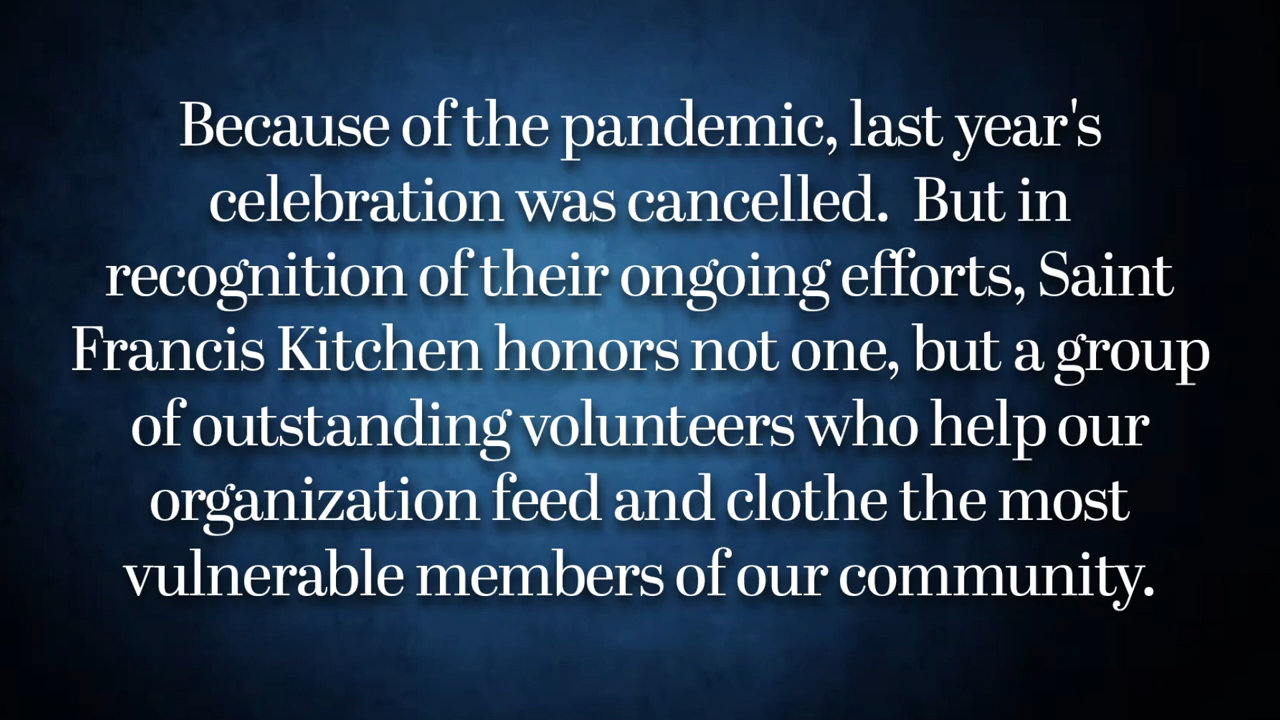 Because of the pandemic, last year's
celebration was cancelled.  But in
recognition of their ongoing efforts, Saint
Francis Kitchen honors not one, but a group
of outstanding volunteers who help our
organization feed and clothe the most
vulnerable members of our community.